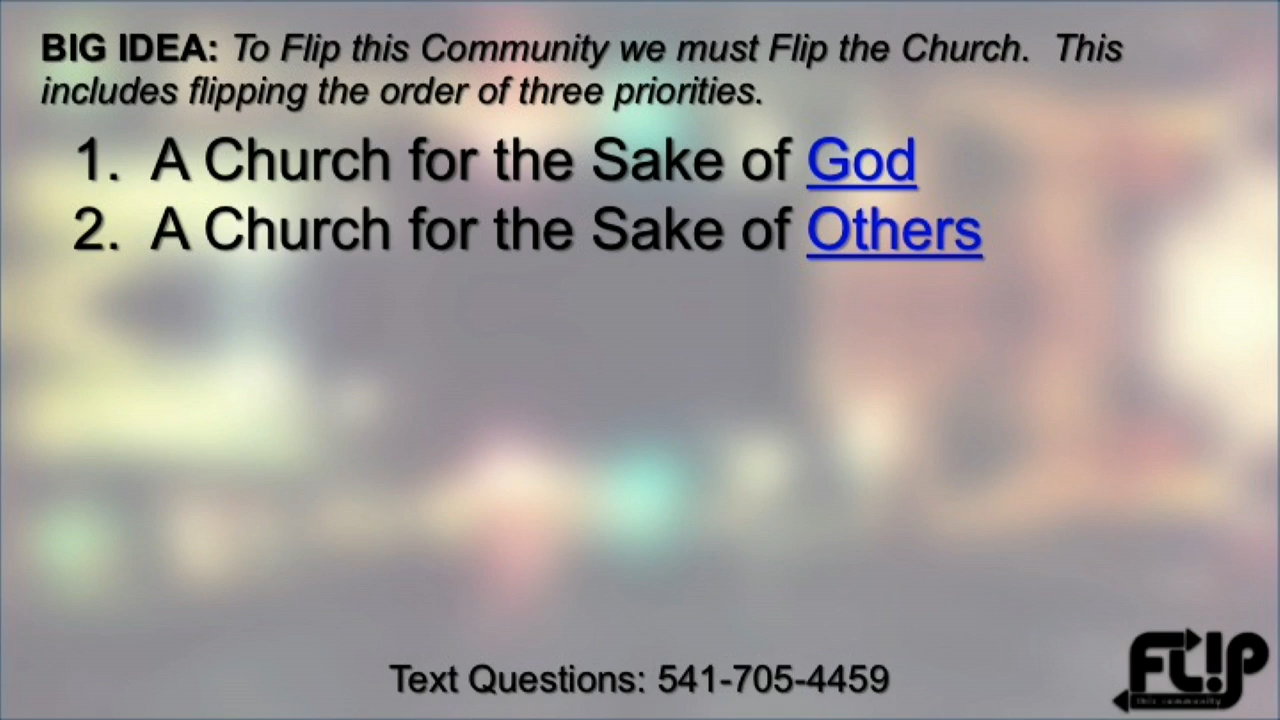 BIG IDEA: To Flip this Community we must Flip the Church. This
includes flipping the order of three priorities.
1. A Church for the Sake of God
2. A Church for the Sake of Others
Text Questions: 541-705-4459
FL!P
this community